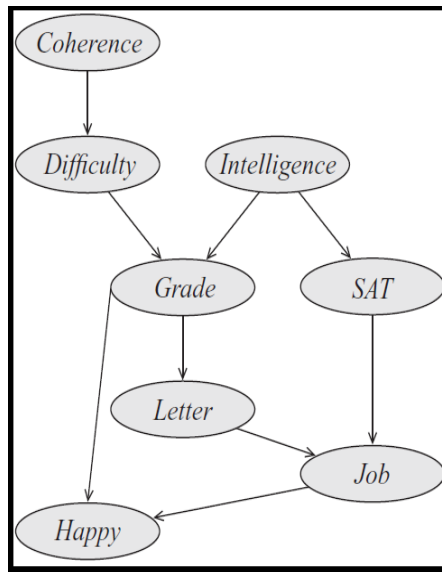 Coherence
Difficulty Intelligence
Grade SAT
Letter
Job
Happy